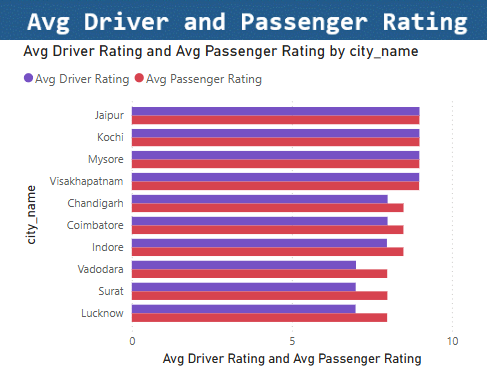 Avg Driver and Passenger Rating
Avg Driver Rating and Avg Passenger Rating by city_name
Avg Driver Rating Avg Passenger Rating
city_name
Jaipur
Kochi
Mysore
Visakhapatnam
Chandigarh
Coimbatore
Indore
Vadodara
Surat
Lucknow
0 5 10
Avg Driver Rating and Avg Passenger Rating